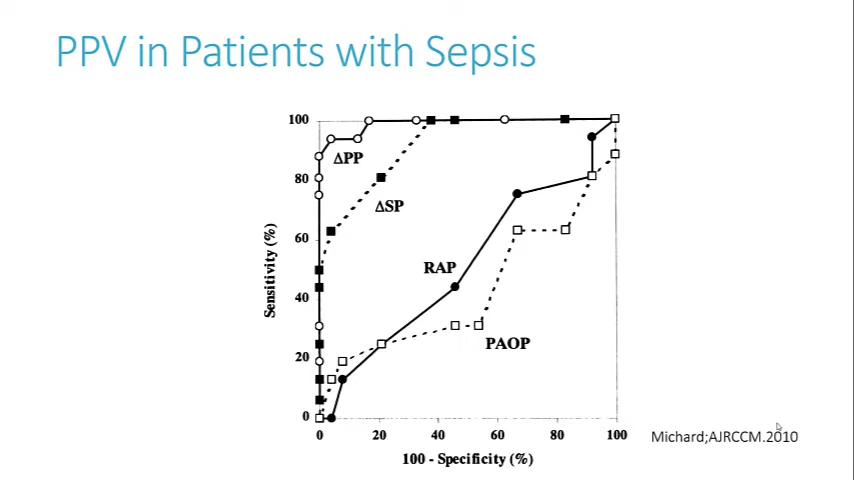 PPV in Patients with Sepsis
100
80
60
40
20
0
Sensitivity (%)
ΔPP
ΔSP
RAP
PAOP
0 20 40 60 80 100
100 - Specificity (%)
Michard;AJRCCM.2010